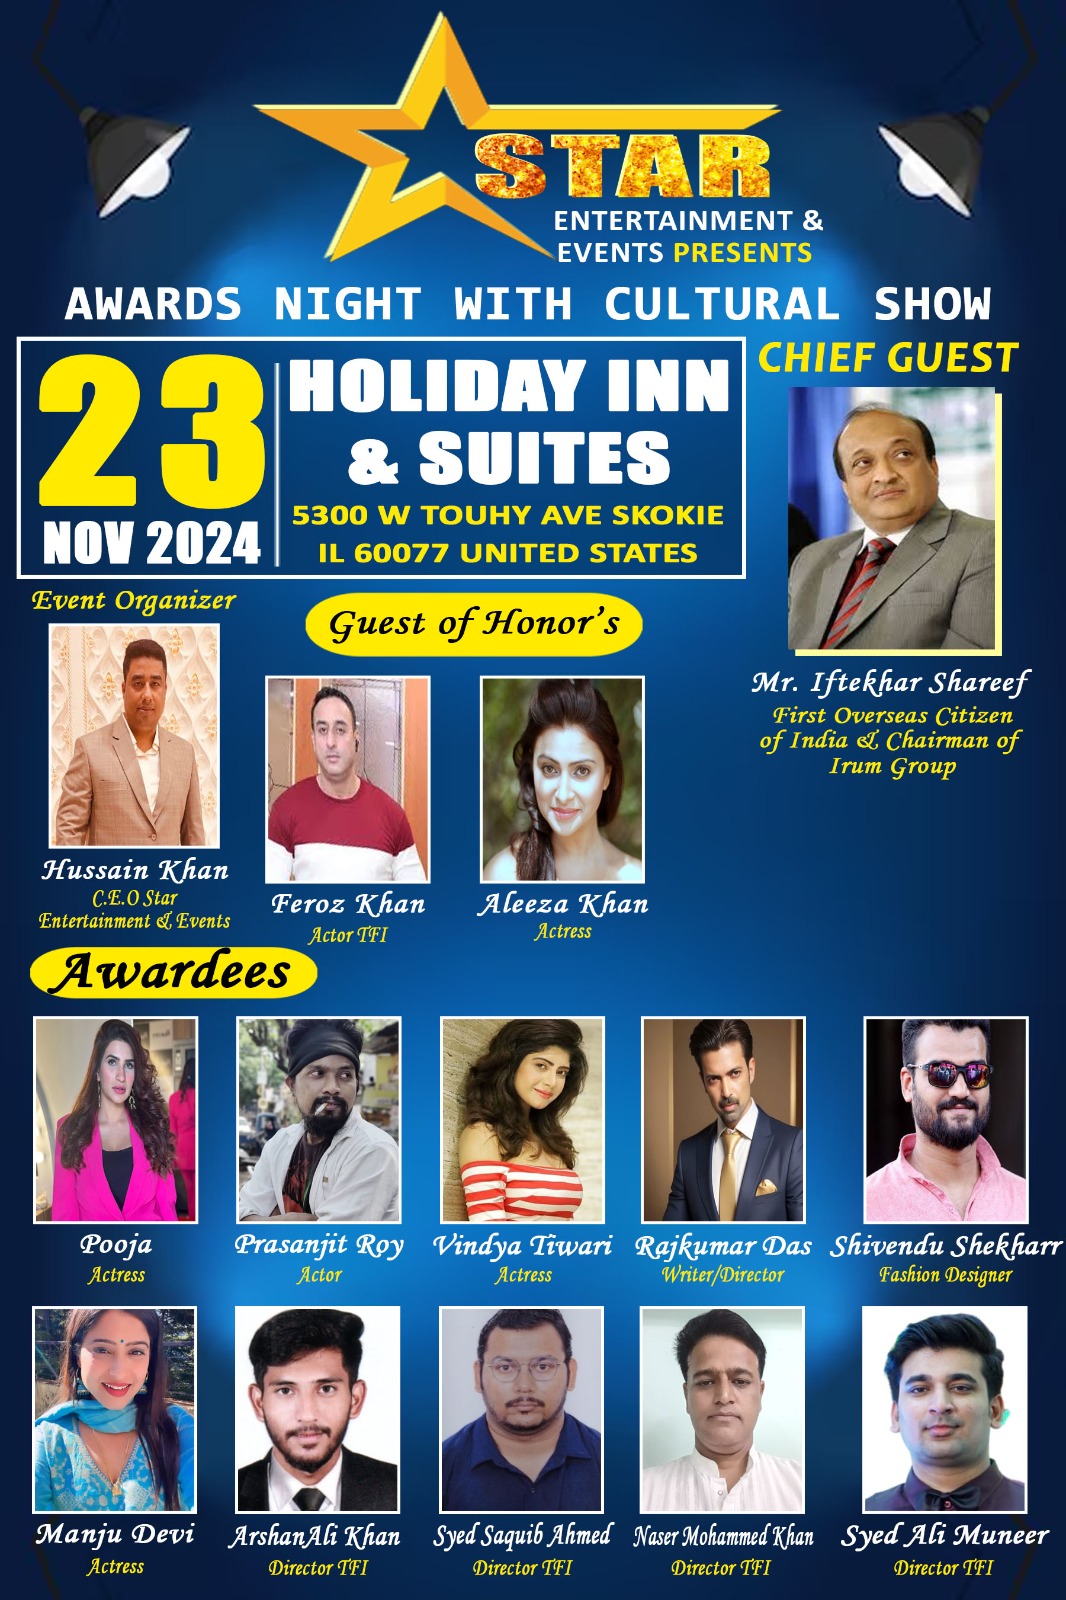 STAR
ENTERTAINMENT &
EVENTS PRESENTS
AWARDS NIGHT WITH CULTURAL SHOW
23
NOV 2024
HOLIDAY INN
& SUITES
5300 W TOUHY AVE SKOKIE
IL 60077 UNITED STATES
CHIEF GUEST
Mr. Iftekhar Shareef
First Overseas Citizen
of India & Chairman of
Irum Group
Event Organizer
Hussain Khan
C.E.O Star
Entertainment & Events
Guest of Honor's
Feroz Khan
Actor TFI
Aleeza Khan
Actress
Awardees
Pooja
Actress
Prasanjit Roy
Actor
Vindya Tiwari
Actress
Rajkumar Das
Writer/Director
Shivendu Shekharr
Fashion Designer
Manju Devi
Actress
ArshanAli Khan
Director TFI
Syed Saquib Ahmed
Director TFI
Naser Mohammed Khan
Director TFI
Syed Ali Muneer
Director TFI